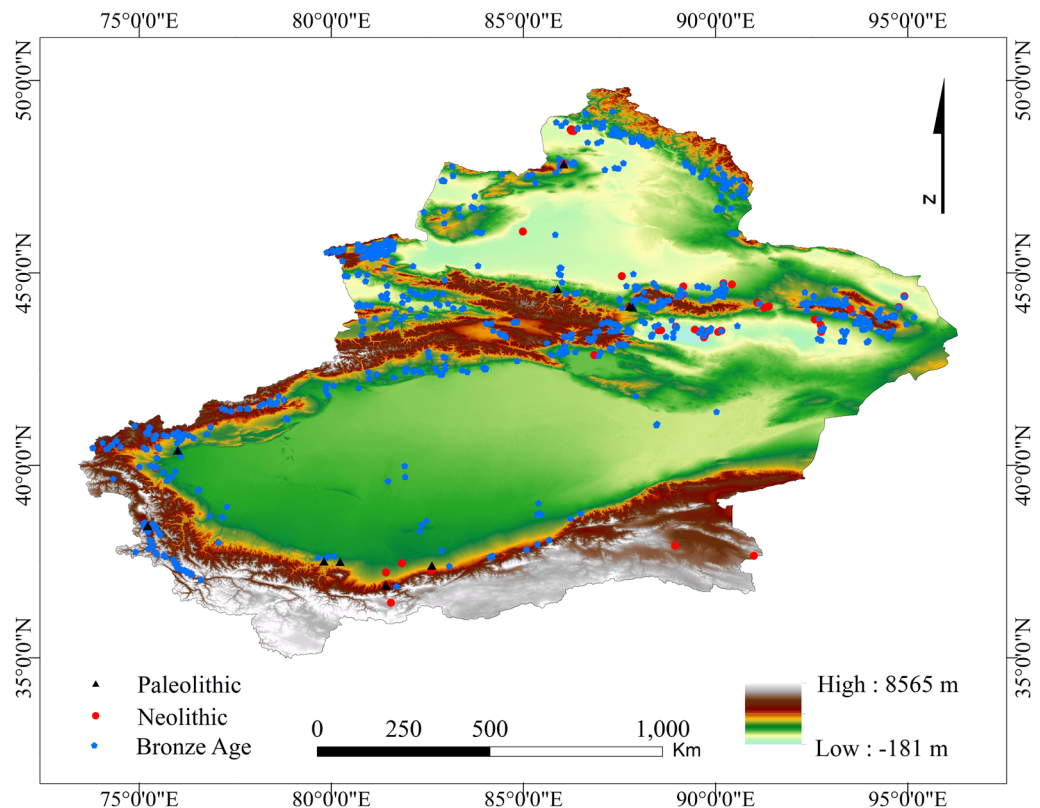 75°0'0"E 80°0'0"E 85°0'0"E 90°0'0"E 95°0'0"E
50°0'0"N 50°0'0"N
N
45°0'0"N 45°0'0"N
40°0'0"N 40°0'0"N
35°0'0"N 35°0'0"N
Paleolithic
Neolithic
Bronze Age
0 250 500 1,000
Km
High : 8565 m
Low : -181 m
75°0'0"E 80°0'0"E 85°0'0"E 90°0'0"E 95°0'0"E